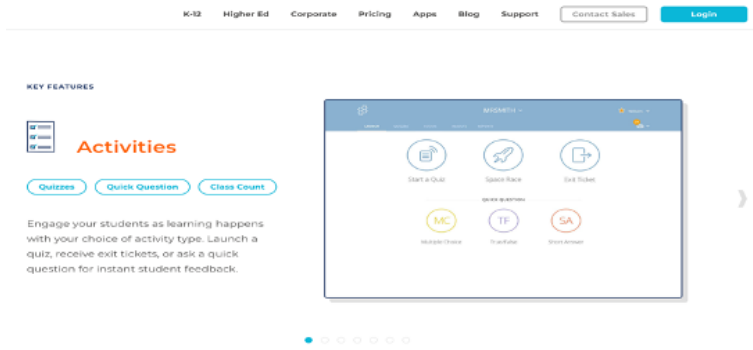 K-12 Higher Ed Corporate Pricing Apps Blog Support Contact Sales Login
KEY FEATURES
Activities
Quizzes Quick Question Class Count
Engage your students as learning happens
with your choice of activity type. Launch a
quiz, receive exit tickets, or ask a quick
question for instant student feedback.
Start a Quiz Space Race Exit Ticket
QUICK QUESTION
MC TF SA
Multiple Choice True/False Short Answer